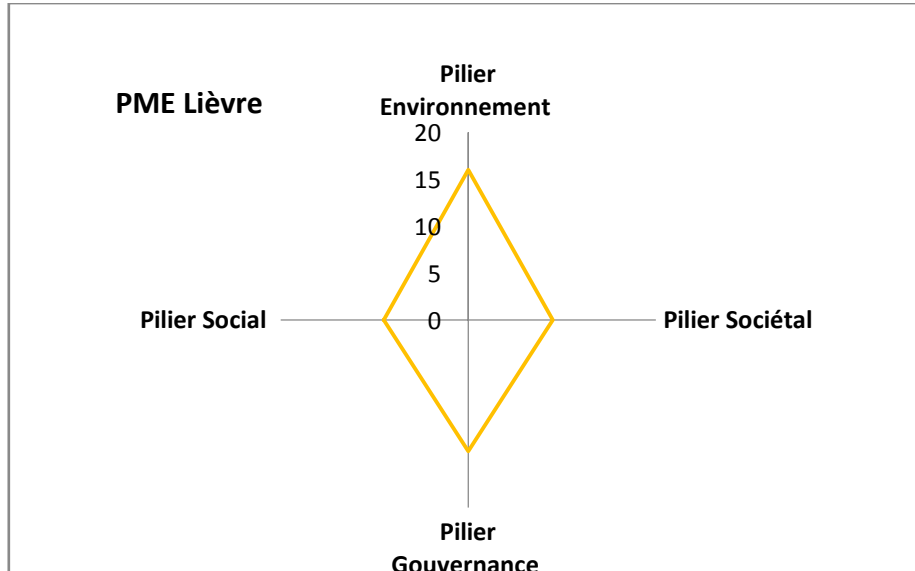 PME Lièvre
Pilier
Environnement
20
15
10
5
0
Pilier Social
Pilier Sociétal
Pilier
Gouvernance